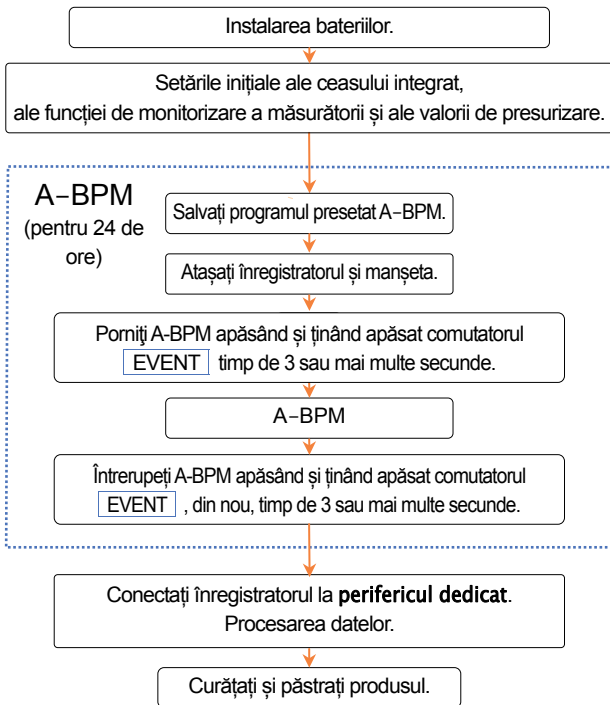 Instalarea bateriilor.
Setările inițiale ale ceasului integrat,
ale funcției de monitorizare a măsurătorii și ale valorii de presurizare.
A-BPM
(pentru 24 de
ore)
Salvați programul presetat A-BPM.
Atașați înregistratorul și manșeta.
Porniţi A-BPM apăsând și ținând apăsat comutatorul
EVENT timp de 3 sau mai multe secunde.
A-BPM
Întrerupeți A-BPM apăsând și ținând apăsat comutatorul
EVENT , din nou, timp de 3 sau mai multe secunde.
Conectați înregistratorul la perifericul dedicat.
Procesarea datelor.
Curățați și păstrați produsul.